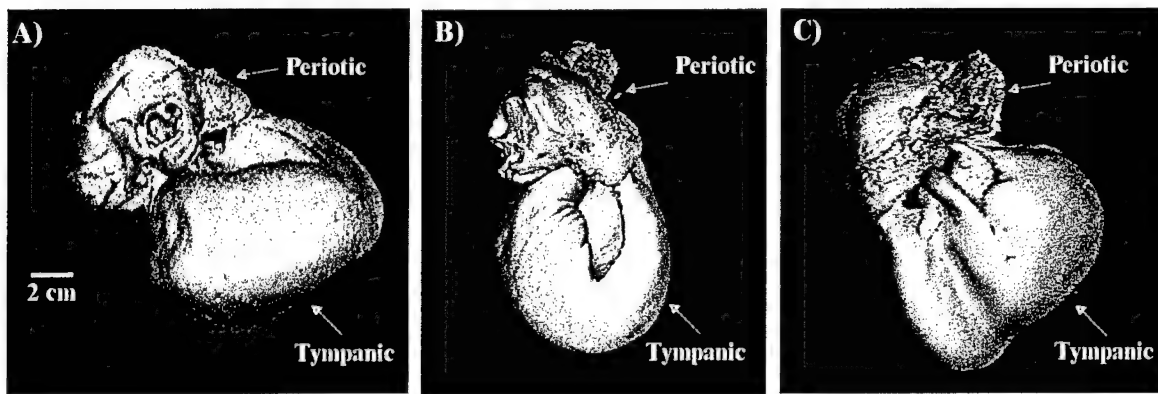 A)
Periotic
2 cm
Tympanic
B)
Periotic
Tympanic
C)
Periotic
Tympanic